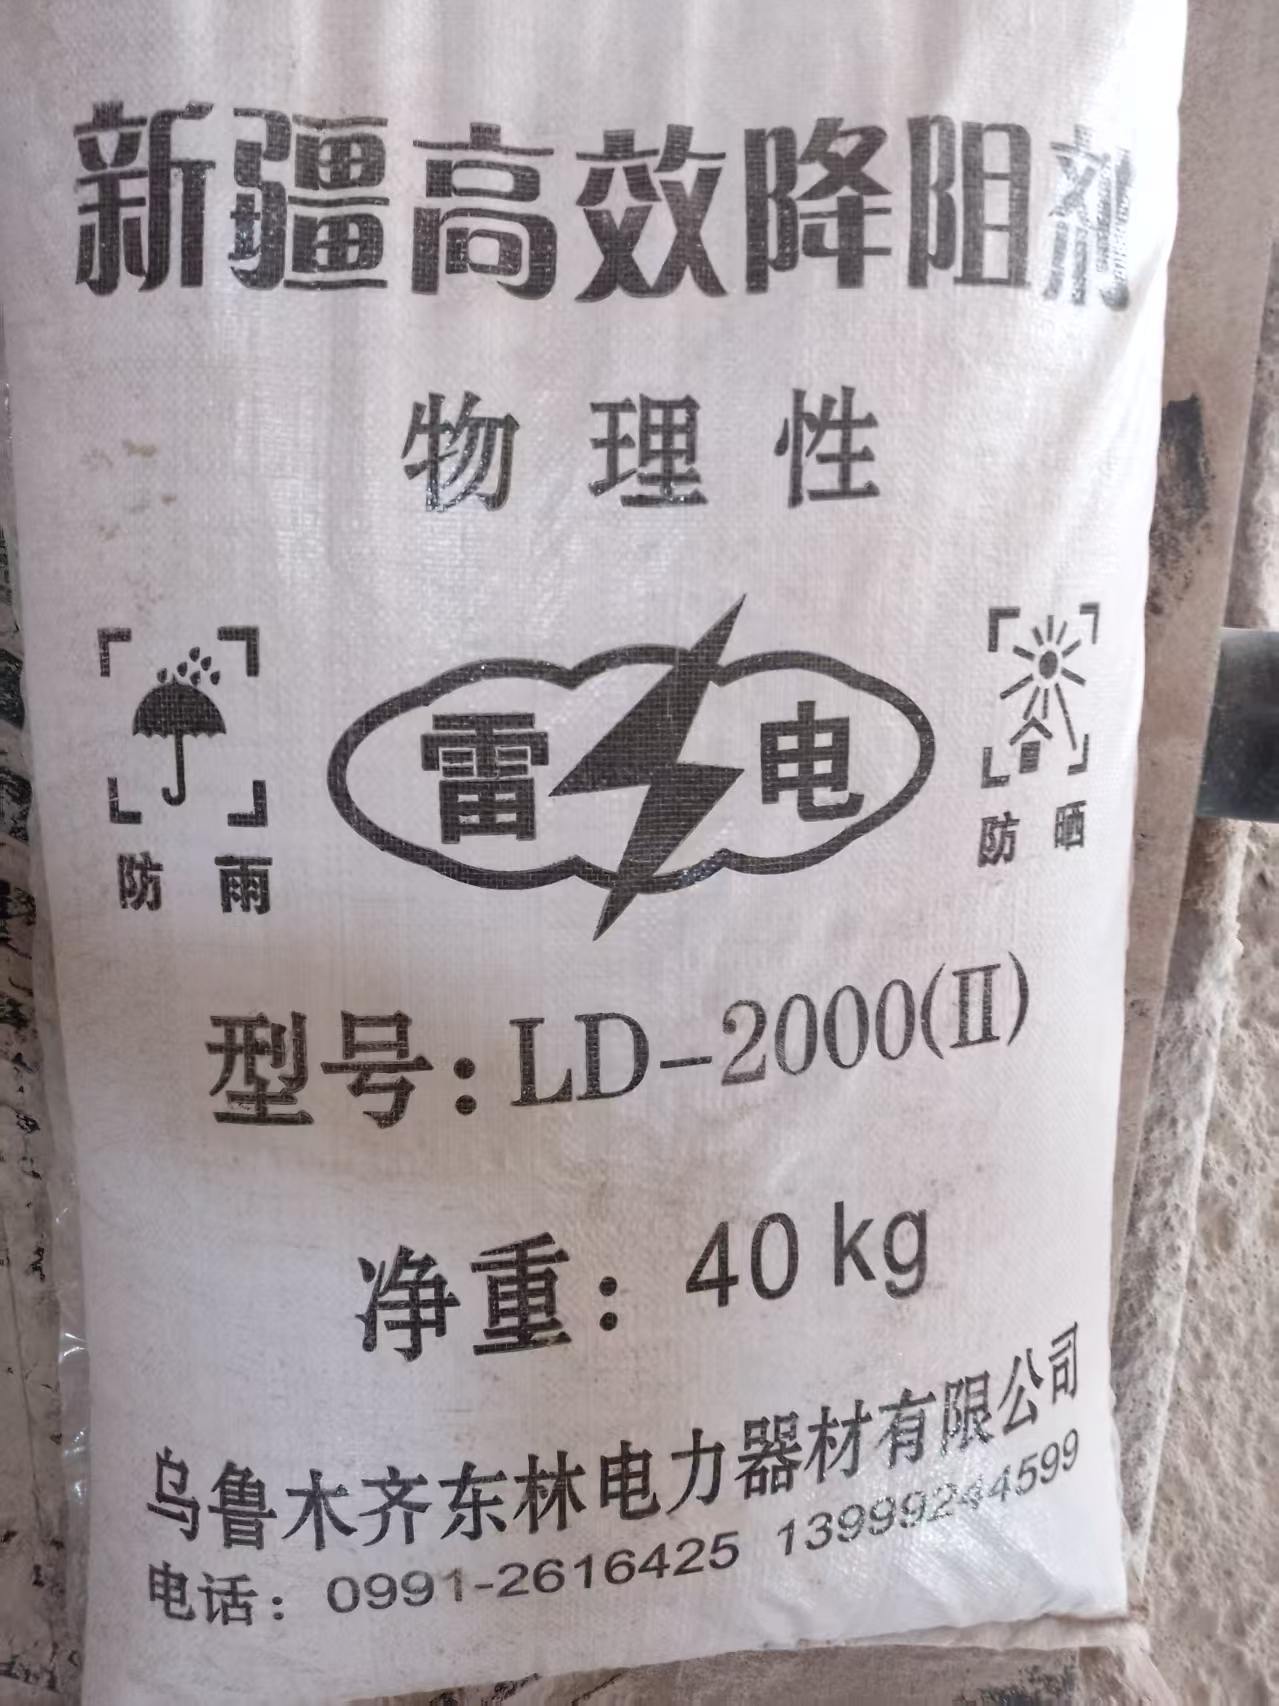 新疆高效降阻剂
物理性
雷电
防雨
防晒
型号：LD-2000(Ⅱ)
净重：40kg
乌鲁木齐东林电力器材有限公司
电话：0991-2616425 13999244599